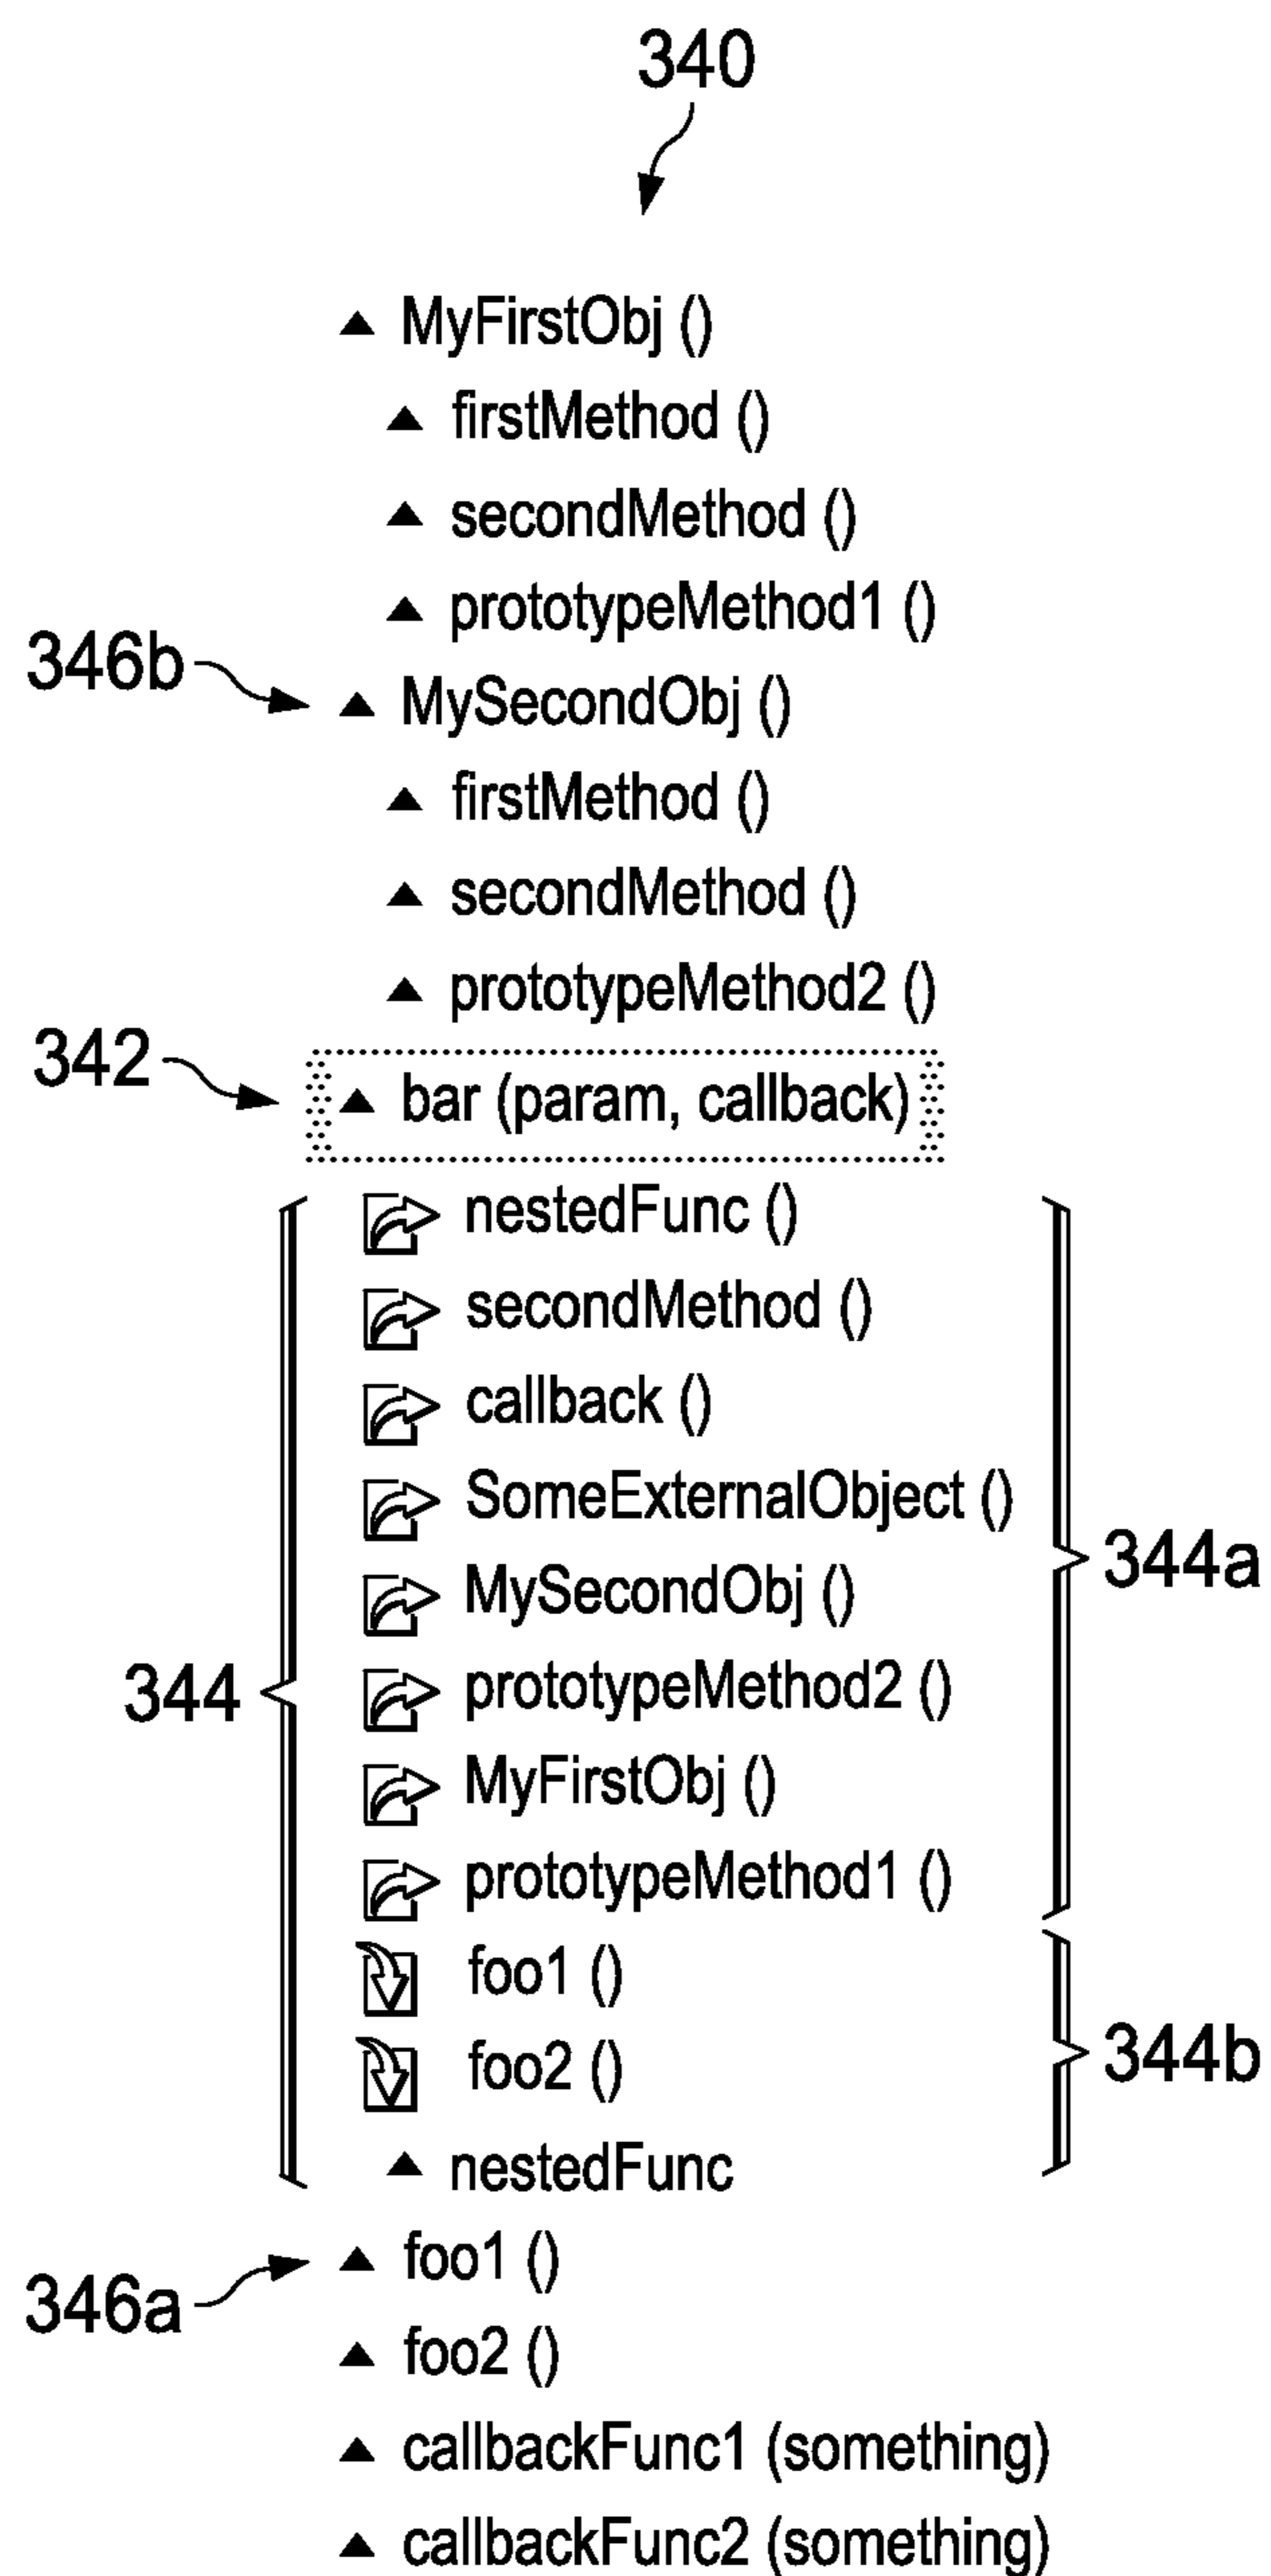 340
MyFirstObj ()
firstMethod ()
secondMethod ()
prototypeMethod1 ()
346b
MySecondObj ()
firstMethod ()
secondMethod ()
prototypeMethod2 ()
342
bar (param, callback)
nestedFunc ()
secondMethod ()
callback ()
SomeExternalObject ()
344a
MySecondObj ()
344
prototypeMethod2 ()
MyFirstObj ()
prototypeMethod1 ()
foo1 ()
344b
foo2 ()
nestedFunc
346a
foo1 ()
foo2 ()
callbackFunc1 (something)
callbackFunc2 (something)